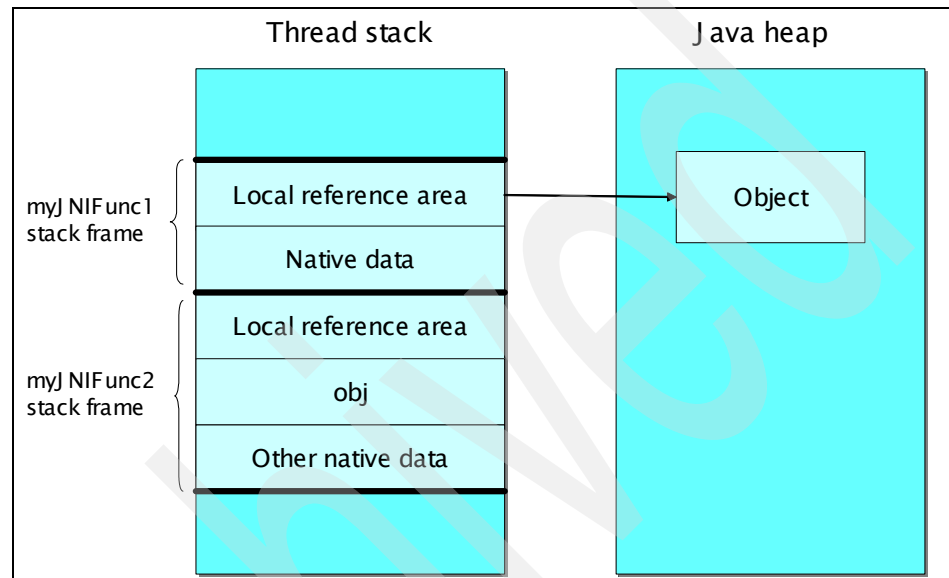 Thread stack
Java heap
myJNIFunc1
stack frame
Local reference area
Object
Native data
Local reference area
myJNIFunc2
stack frame
obj
Other native data